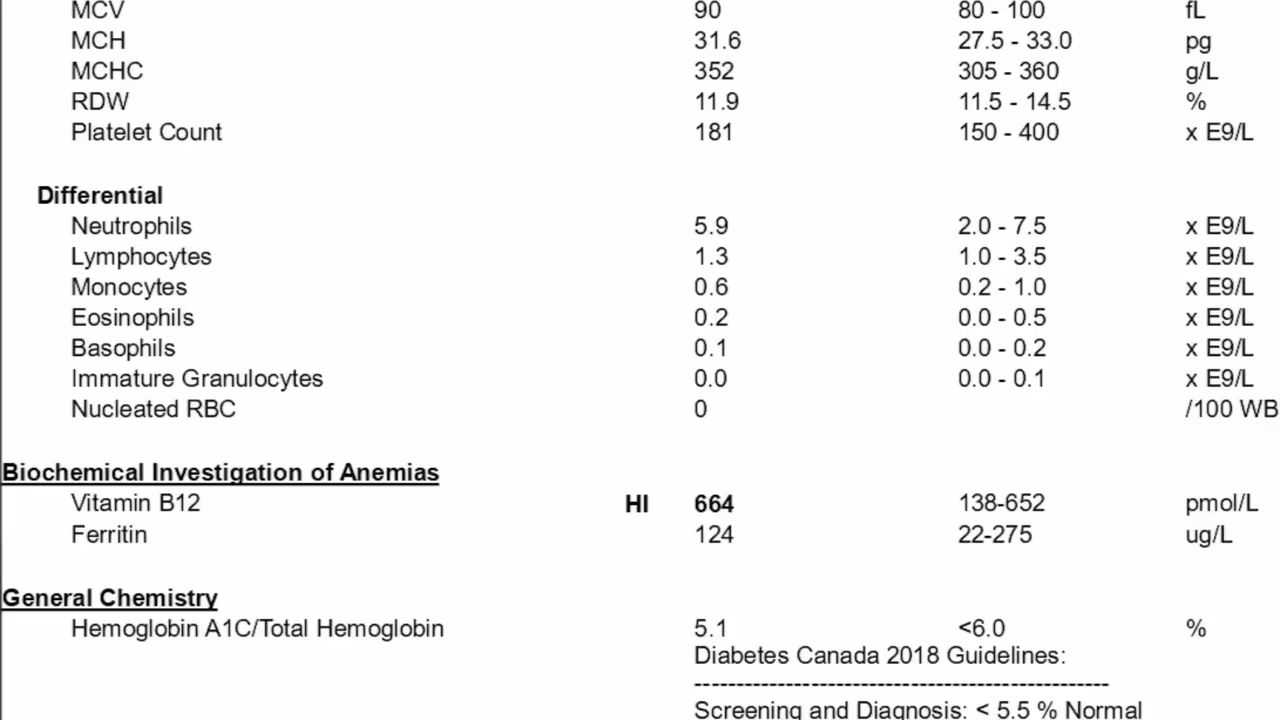 MCV 90 80 - 100 fL
MCH 31.6 27.5 - 33.0 pg
MCHC 352 305 - 360 g/L
RDW 11.9 11.5 - 14.5 %
Platelet Count 181 150 - 400 x E9/L
Differential
Neutrophils 5.9 2.0 - 7.5 x E9/L
Lymphocytes 1.3 1.0 - 3.5 x E9/L
Monocytes 0.6 0.2 - 1.0 x E9/L
Eosinophils 0.2 0.0 - 0.5 x E9/L
Basophils 0.1 0.0 - 0.2 x E9/L
Immature Granulocytes 0.0 0.0 - 0.1 x E9/L
Nucleated RBC 0 /100 WB
Biochemical Investigation of Anemias
Vitamin B12 HI 664 138-652 pmol/L
Ferritin 124 22-275 ug/L
General Chemistry
Hemoglobin A1C/Total Hemoglobin 5.1 <6.0 %
Diabetes Canada 2018 Guidelines:
-------------------------------------------------
Screening and Diagnosis: < 5.5 % Normal